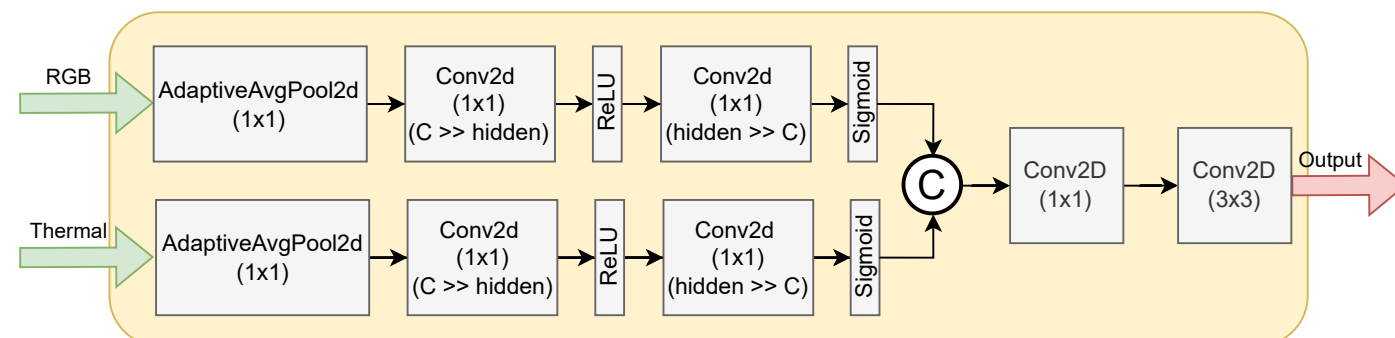 RGB
AdaptiveAvgPool2d
(1x1)
Conv2d
(1x1)
(C >> hidden)
ReLU
Conv2d
(1x1)
(hidden >> C)
Sigmoid
Thermal
AdaptiveAvgPool2d
(1x1)
Conv2d
(1x1)
(C >> hidden)
ReLU
Conv2d
(1x1)
(hidden >> C)
Sigmoid
C
Conv2D
(1x1)
Conv2D
(3x3)
Output